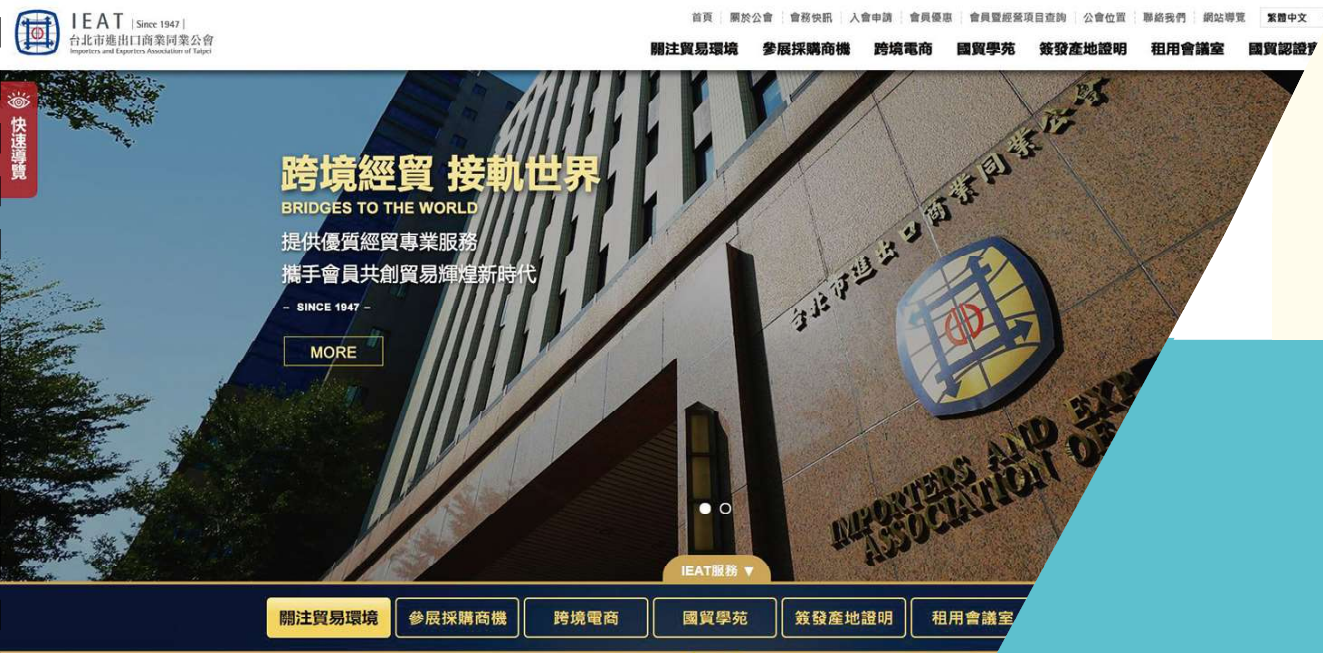 IEAT | Since 1947 |
台北市進出口商業同業公會
Importers and Exporters Association of Taipei
首頁 關於公會 會務快訊 入會申請 會員優惠 會員暨經營項目查詢 公會位置 聯絡我們 網站導覽 繁體中文
關注貿易環境 參展採購商機 跨境電商 國貿學苑 簽發產地證明 租用會議室 國貿認證
快速導覽
跨境經貿 接軌世界
BRIDGES TO THE WORLD
提供優質經貿專業服務
攜手會員共創貿易輝煌新時代
– SINCE 1947 –
MORE
台北市進出口商業同業公會
IMPORTERS AND EXP
ASSOCIATION OF
IEAT服務 ▼
關注貿易環境 參展採購商機 跨境電商 國貿學苑 簽發產地證明 租用會議室